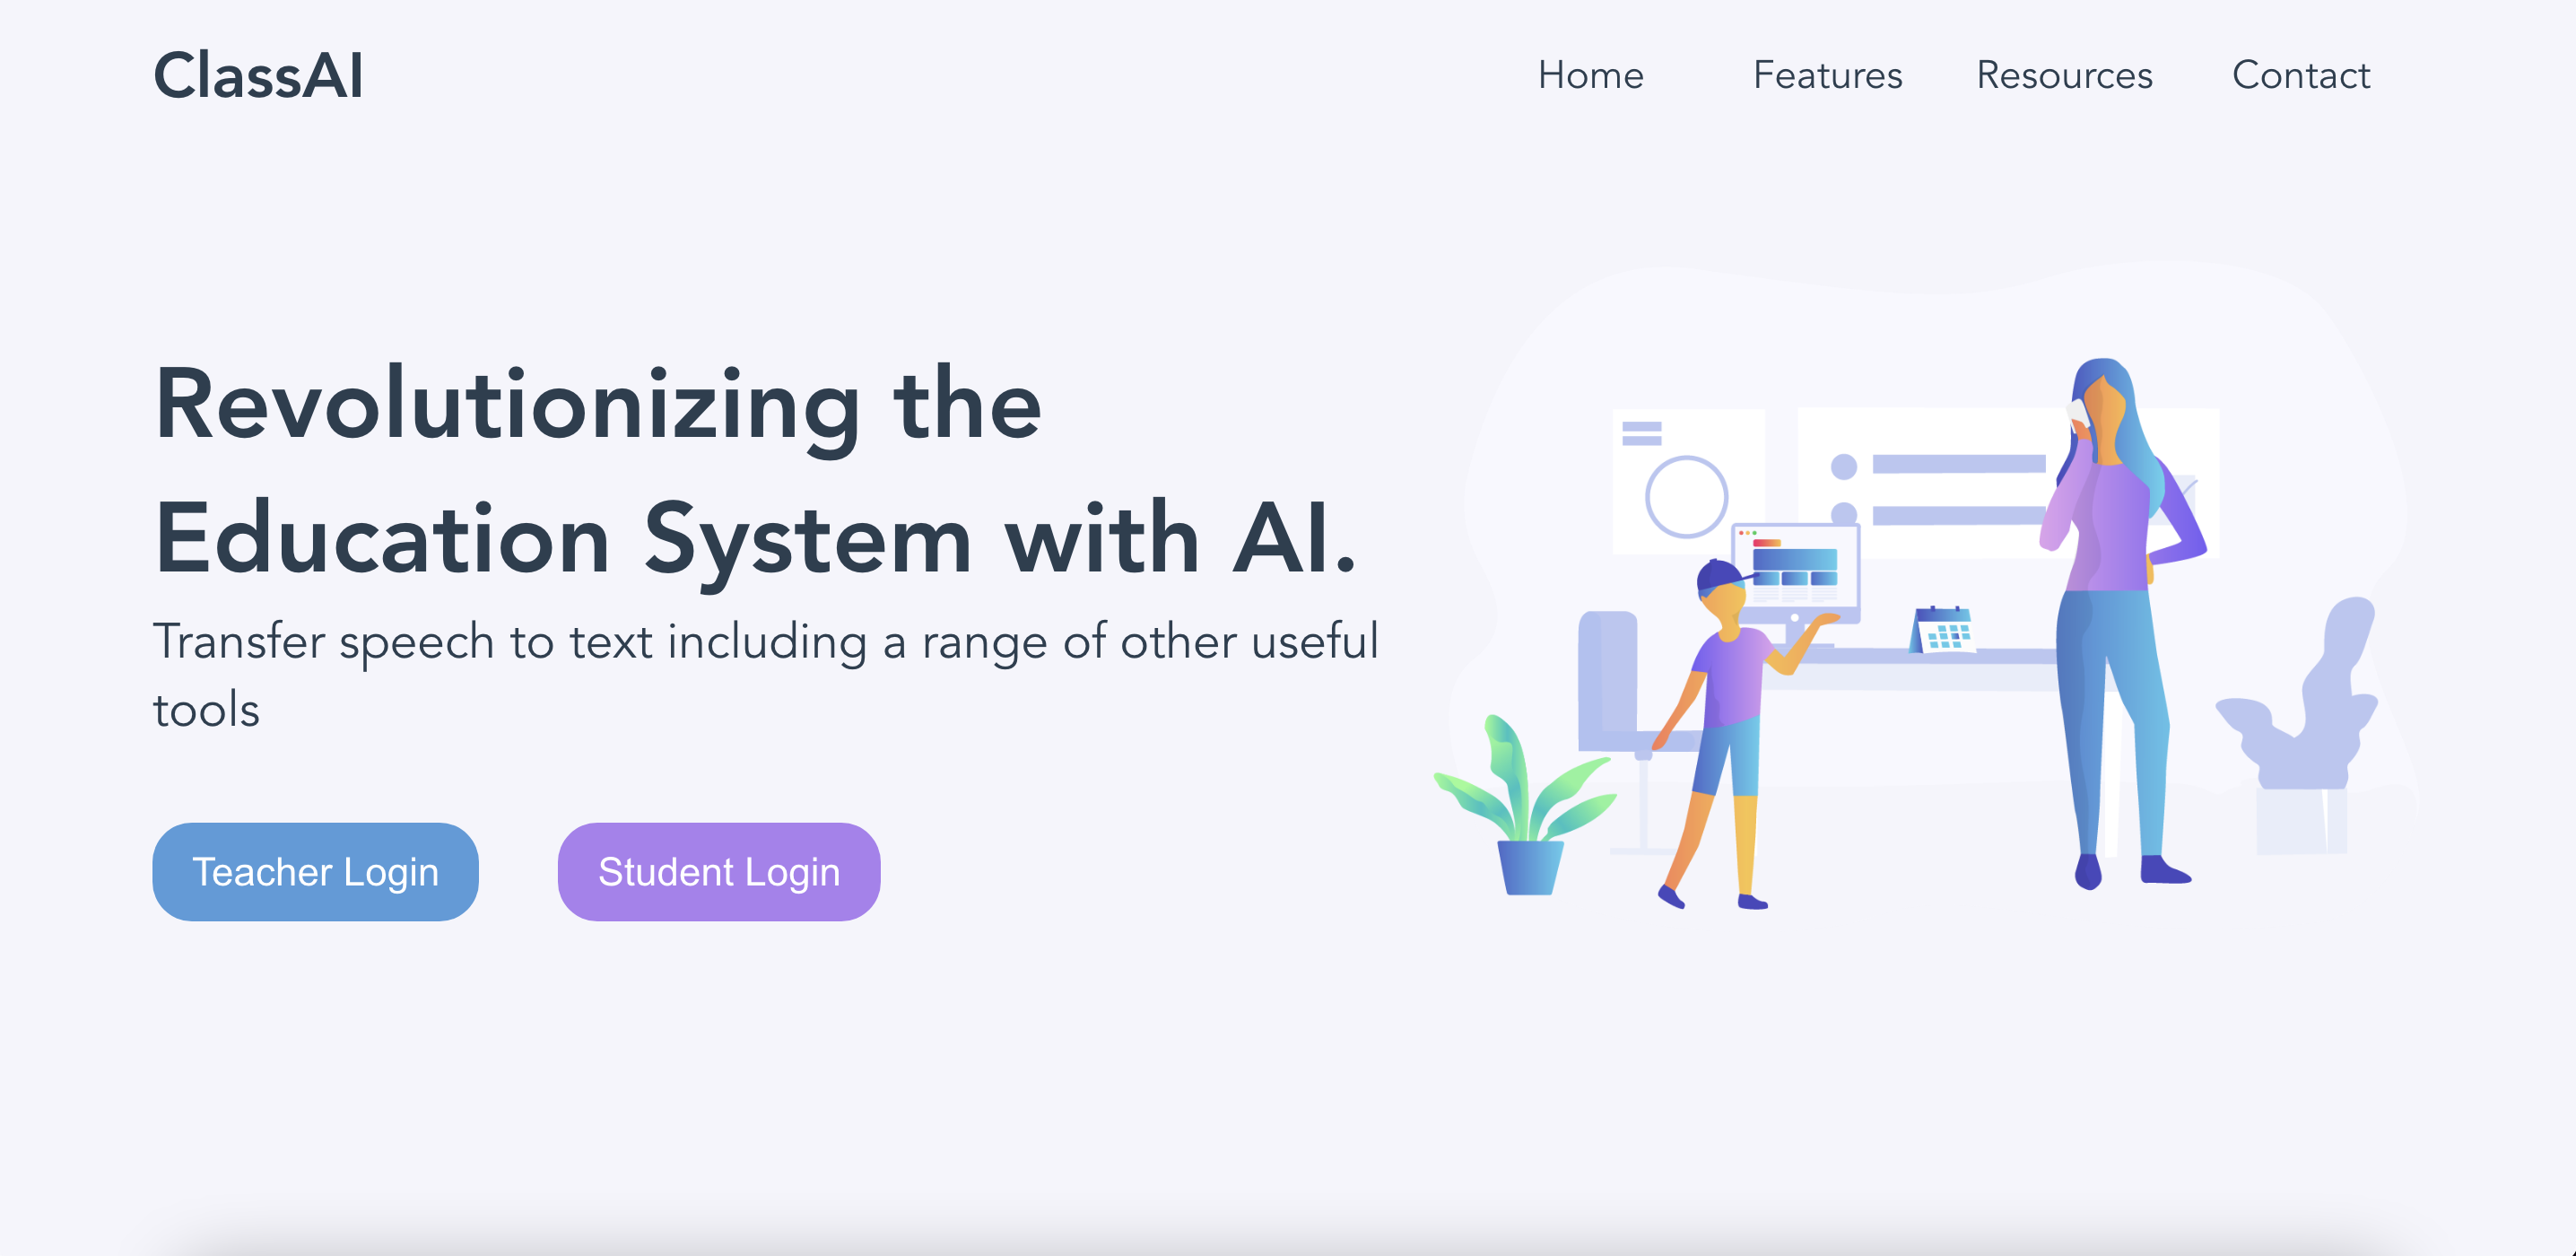 ClassAI
Home Features Resources Contact
Revolutionizing the
Education System with AI.
Transfer speech to text including a range of other useful
tools
Teacher Login Student Login